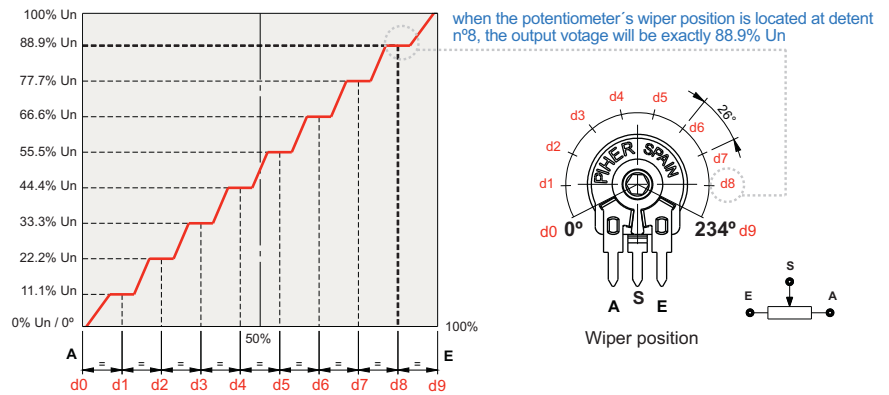 100% Un
88.9% Un
77.7% Un
66.6% Un
55.5% Un
44.4% Un
33.3% Un
22.2% Un
11.1% Un
0% Un / 0º
50%
100%
A
E
= = = = = = = = =
d0 d1 d2 d3 d4 d5 d6 d7 d8 d9
when the potentiometer´s wiper position is located at detent
nº8, the output votage will be exactly 88.9% Un
d0 0º
d1
d2
d3
d4
d5
d6
d7
d8
234º d9
26°
PIHER SPAIN
A S E
Wiper position
S
E A